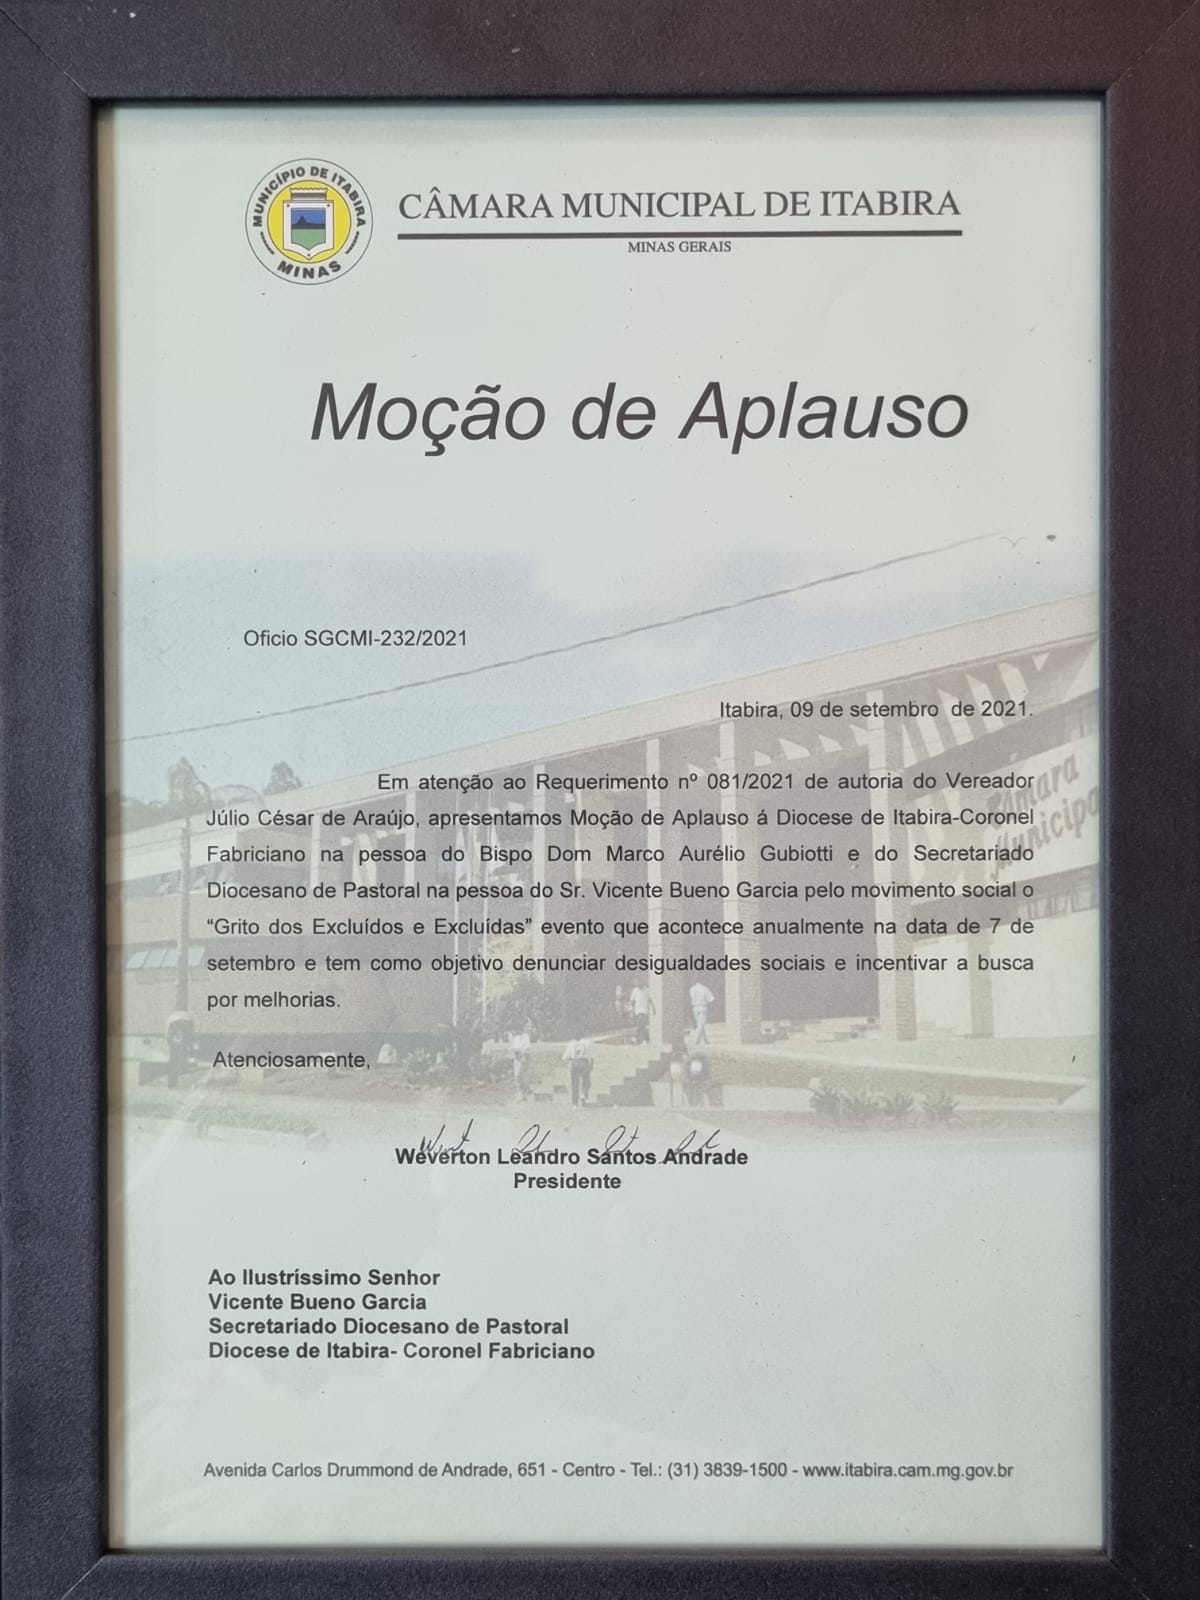 MUNICÍPIO DE ITABIRA
MINAS
CÂMARA MUNICIPAL DE ITABIRA
MINAS GERAIS
Moção de Aplauso
Oficio SGCMI-232/2021
Itabira, 09 de setembro de 2021.
Em atenção ao Requerimento nº 081/2021 de autoria do Vereador
Júlio César de Araújo, apresentamos Moção de Aplauso á Diocese de Itabira-Coronel
Fabriciano na pessoa do Bispo Dom Marco Aurélio Gubiotti e do Secretariado
Diocesano de Pastoral na pessoa do Sr. Vicente Bueno Garcia pelo movimento social o
“Grito dos Excluídos e Excluídas” evento que acontece anualmente na data de 7 de
setembro e tem como objetivo denunciar desigualdades sociais e incentivar a busca
por melhorias.
Câmara
Municipal
Atenciosamente,
Weverton Leandro Santos Andrade
Presidente
Ao Ilustríssimo Senhor
Vicente Bueno Garcia
Secretariado Diocesano de Pastoral
Diocese de Itabira- Coronel Fabriciano
Avenida Carlos Drummond de Andrade, 651 - Centro - Tel.: (31) 3839-1500 - www.itabira.cam.mg.gov.br